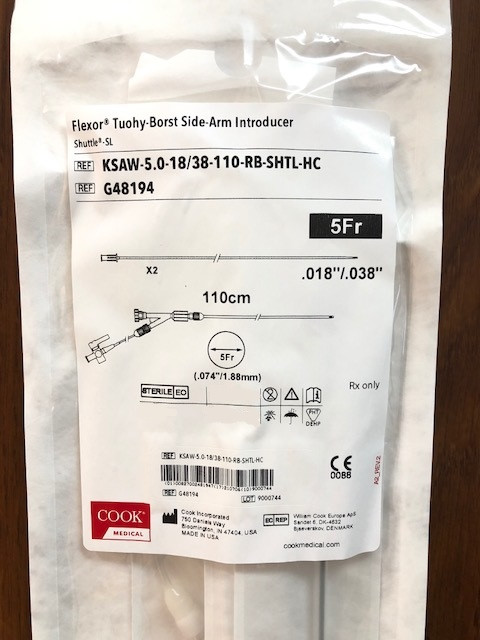 Flexor® Tuohy-Borst Side-Arm Introducer
Shuttle®-SL
REF KSAW-5.0-18/38-110-RB-SHTL-HC
REF G48194
5Fr
X2
.018"/.038"
110cm
5Fr
(.074"/1.88mm)
STERILE EO
Rx only
PHT
DEHP
REF KSAW-5.0-18/38-110-RB-SHTL-HC
CE
0088
A2_REV.2
REF G48194
LOT 9000744
COOK®
MEDICAL
Cook Incorporated
750 Daniels Way
Bloomington, IN 47404, USA
MADE IN USA
EC REP
William Cook Europe ApS
Sandet 6, DK-4632
Bjaeverskov, DENMARK
cookmedical.com